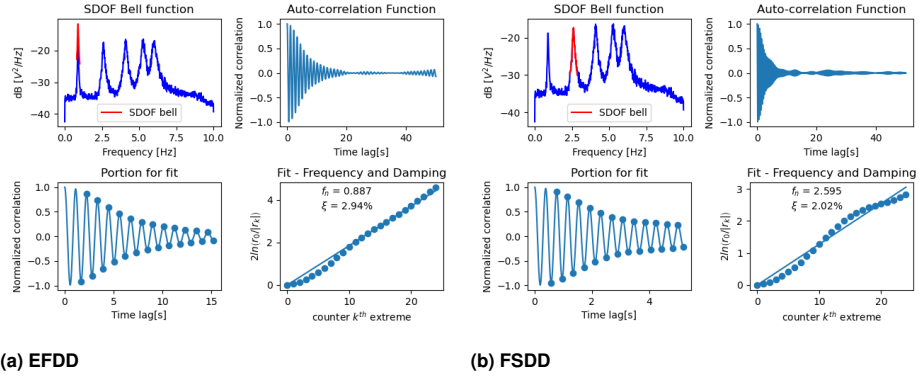 SDOF Bell function
dB [V²/Hz]
−20
−30
−40
SDOF bell
0.0 2.5 5.0 7.5 10.0
Frequency [Hz]
Auto-correlation Function
Normalized correlation
1.0
0.5
0.0
−0.5
−1.0
0 20 40
Time lag[s]
Portion for fit
Normalized correlation
1.0
0.5
0.0
−0.5
−1.0
0 5 10 15
Time lag[s]
Fit - Frequency and Damping
fn = 0.887
ξ = 2.94%
2ln(r0/|rk|)
4
2
0
0 10 20
counter kth extreme
(a) EFDD
SDOF Bell function
dB [V²/Hz]
−20
−30
−40
SDOF bell
0.0 2.5 5.0 7.5 10.0
Frequency [Hz]
Auto-correlation Function
Normalized correlation
1.0
0.5
0.0
−0.5
−1.0
0 20 40
Time lag[s]
Portion for fit
Normalized correlation
1.0
0.5
0.0
−0.5
−1.0
0 2 4
Time lag[s]
Fit - Frequency and Damping
fn = 2.595
ξ = 2.02%
2ln(r0/|rk|)
3
2
1
0
0 10 20
counter kth extreme
(b) FSDD